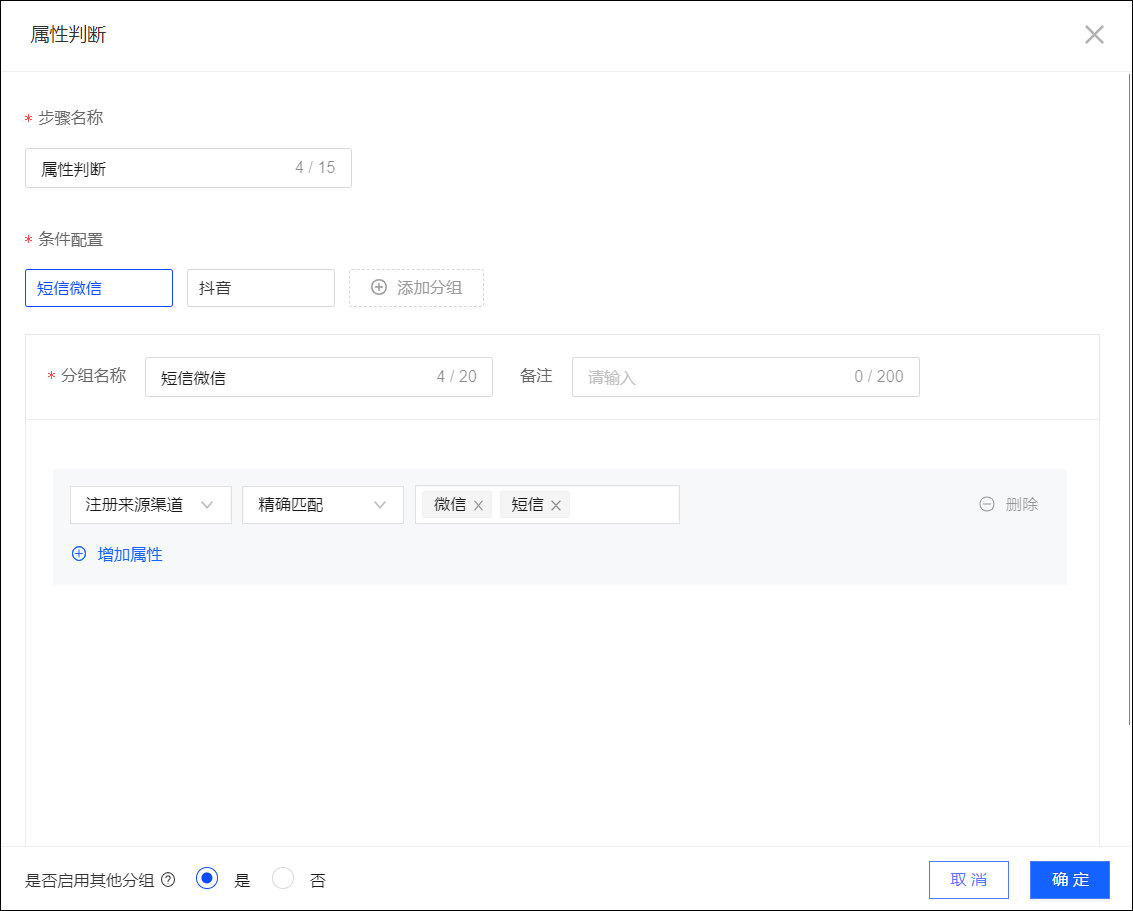 属性判断
* 步骤名称
属性判断 4 / 15
* 条件配置
短信微信 抖音 添加分组
* 分组名称 短信微信 4 / 20 备注 请输入 0 / 200
注册来源渠道 精确匹配 微信 短信 删除
增加属性
是否启用其他分组 是 否 取 消 确 定